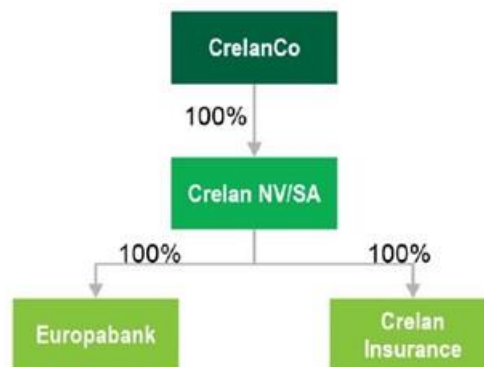 CrelanCo
100%
Crelan NV/SA
100%
100%
Europabank
Crelan
Insurance